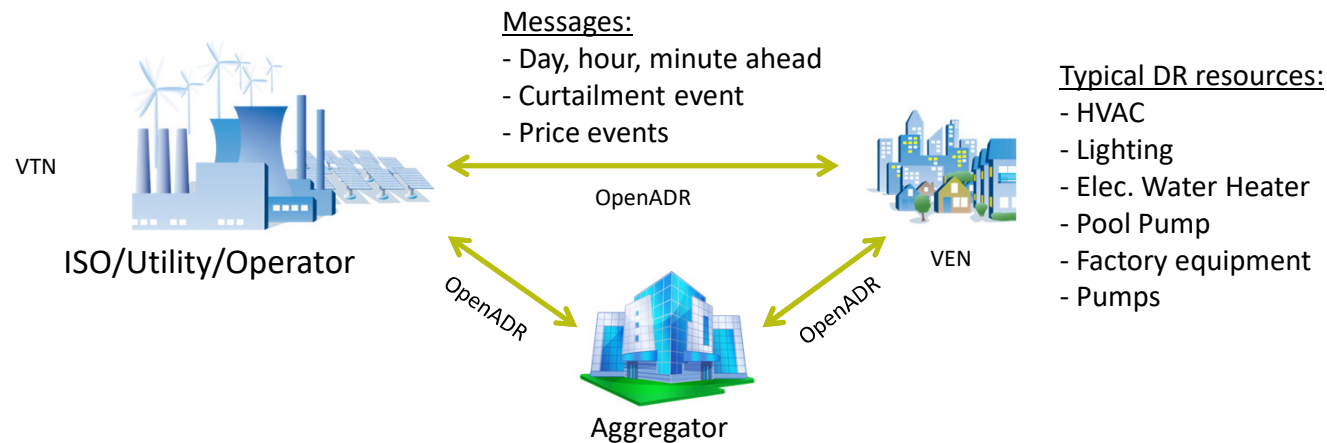 Messages:
- Day, hour, minute ahead
- Curtailment event
- Price events
Typical DR resources:
- HVAC
- Lighting
- Elec. Water Heater
- Pool Pump
- Factory equipment
- Pumps
VTN
OpenADR
ISO/Utility/Operator
VEN
OpenADR
OpenADR
Aggregator